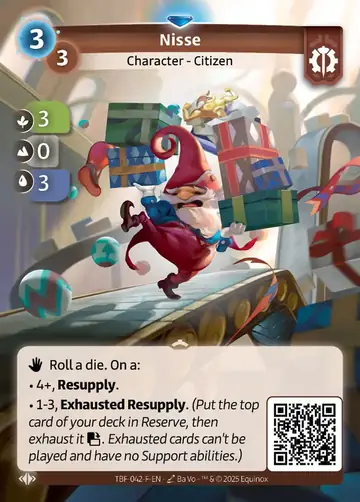 3
Nisse
3
Character - Citizen
3
0
3
Roll a die. On a:
• 4+, Resupply.
• 1-3, Exhausted Resupply. (Put the top
card of your deck in Reserve, then
exhaust it. Exhausted cards can't be
played and have no Support abilities.)
TBF-042-F-EN - Ba Vo - ™ & © 2025 Equinox